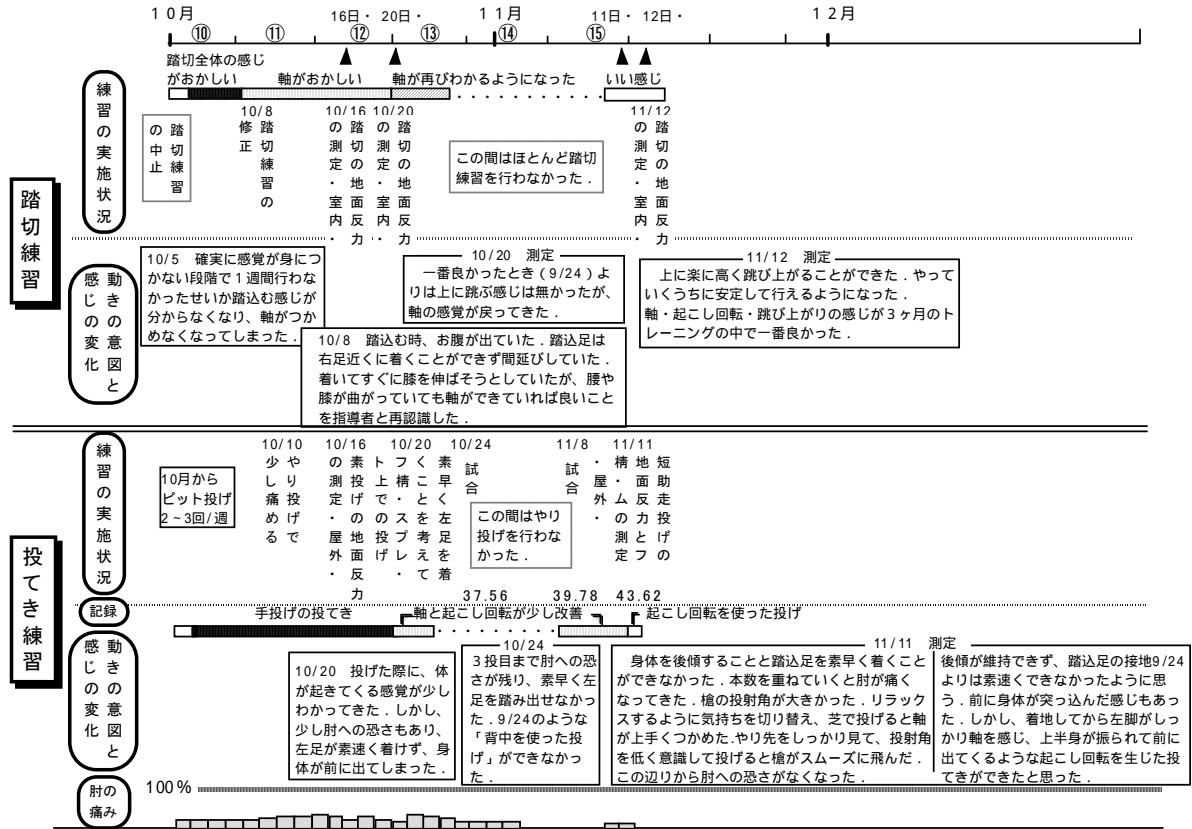 10月 16日・ 20日・ 11月 11日・ 12日・ 12月
⑩ ⑪ ⑫ ⑬ ⑭ ⑮
踏切練習
練習の実施状況
踏切全体の感じ
がおかしい
軸がおかしい
軸が再びわかるようになった
いい感じ
踏切練習
の中止
10/8
踏切練習の
修正
10/16
踏切の地面反力
の測定・室内・
10/20
踏切の地面反力
の測定・室内・
この間はほとんど踏切
練習を行わなかった．
11/12
踏切の地面反力
の測定・室内・
動きの意図と
感じの変化
10/5 確実に感覚が身につ
かない段階で1週間行わな
かったせいか踏込む感じが
分からなくなり、軸がつか
めなくなってしまった．
10/8 踏込む時、お腹が出ていた．踏込足は
右足近くに着くことができず間延びしていた．
着いてすぐに膝を伸ばそうとしていたが、腰や
膝が曲がっていても軸ができていれば良いこと
を指導者と再認識した．
10/20 測定
一番良かったとき（9/24）よ
りは上に跳ぶ感じは無かったが、
軸の感覚が戻ってきた．
11/12 測定
上に楽に高く跳び上がることができた．やって
いくうちに安定して行えるようになった．
軸・起こし回転・跳び上がりの感じが3ヶ月のト
レーニングの中で一番良かった．
投てき練習
練習の実施状況
10月から
ピット投げ
2～3回/週
10/10
やり投げで
少し痛める
10/16
素投げの地面反力
の測定・屋外・
10/20
素早く左足を着
くことを考えて
フ精・スプレ・
ト上での投げ
10/24
試合
この間はやり
投げを行わな
かった．
11/8
試合
11/11
短助走投げの
地面反力とフ
精・ムの測定
・屋外・
記録
37.56 39.78 43.62
手投げの投てき
軸と起こし回転が少し改善
起こし回転を使った投げ
動きの意図と
感じの変化
10/20 投げた際に、体
が起きてくる感覚が少し
わかってきた．しかし、
少し肘への恐さもあり、
左足が素速く着けず、身
体が前に出てしまった．
10/24
3投目まで肘への恐
さが残り、素早く左
足を踏み出せなかっ
た．9/24のような
「背中を使った投
げ」ができなかっ
た．
11/11 測定
身体を後傾することと踏込足を素早く着くこと
ができなかった．本数を重ねていくと肘が痛く
なってきた．槍の投射角が大きかった．リラック
スするように気持ちを切り替え、芝で投げると軸
が上手くつかめた.やり先をしっかり見て、投射角
を低く意識して投げると槍がスムーズに飛んだ．
この辺りから肘への恐さがなくなった．
後傾が維持できず、踏込足の接地9/24
よりは素速くできなかったように思
う．前に身体が突っ込んだ感じもあっ
た．しかし、着地してから左脚がしっ
かり軸を感じ、上半身が振られて前に
出てくるような起こし回転を生じた投
てきができたと思った．
肘の
痛み
100%